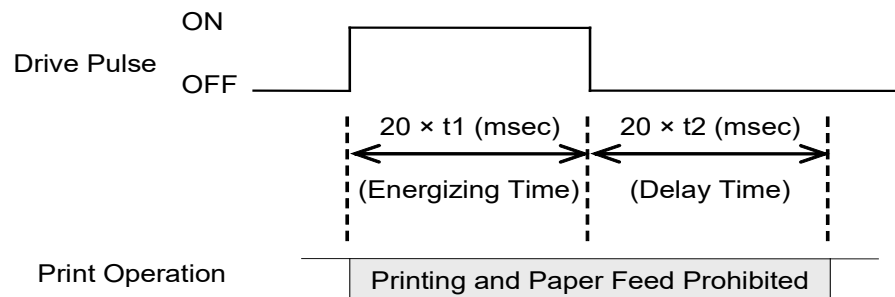 ON
Drive Pulse
OFF
20 × t1 (msec) 20 × t2 (msec)
(Energizing Time) (Delay Time)
Print Operation Printing and Paper Feed Prohibited